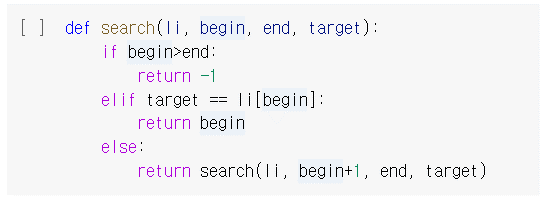 [ ] def search(li, begin, end, target):
        if begin>end:
            return -1
        elif target == li[begin]:
            return begin
        else:
            return search(li, begin+1, end, target)